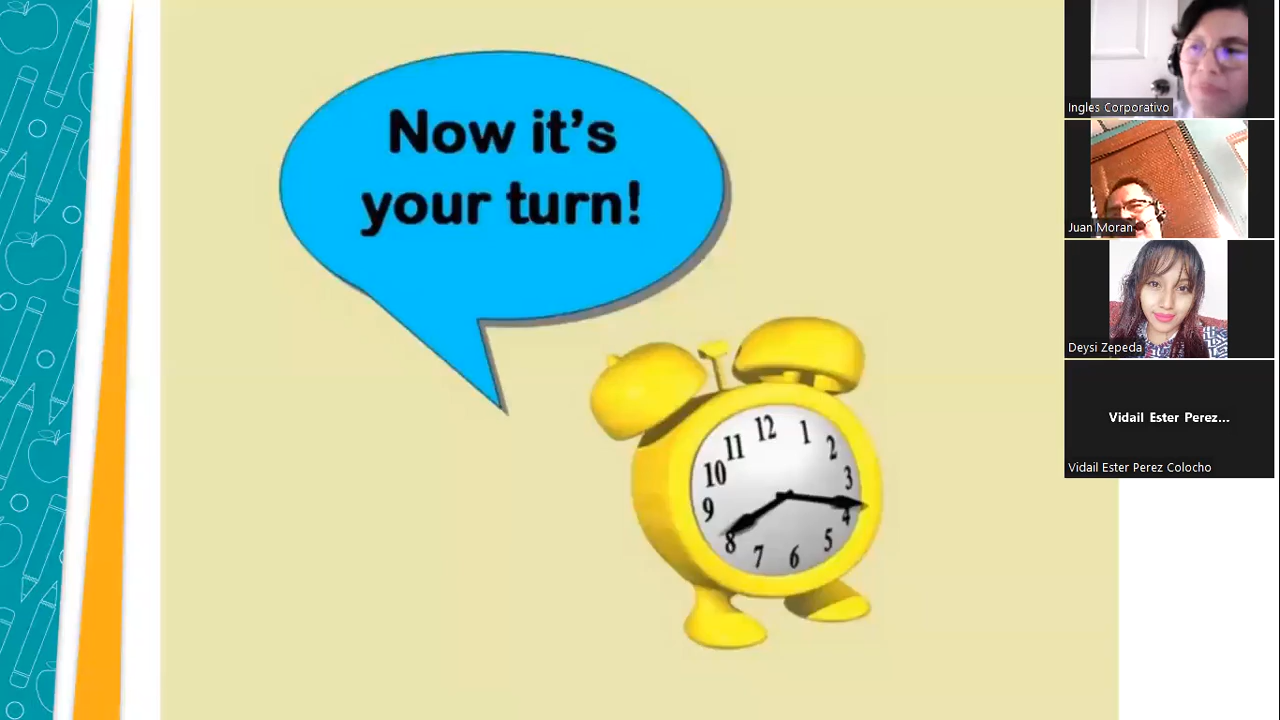 Now it's
your turn!
12
11
1
10
2
9
3
8
4
7
6
5
Ingles Corporativo
Juan Moran
Deysi Zepeda
Vidail Ester Perez...
Vidail Ester Perez Colocho